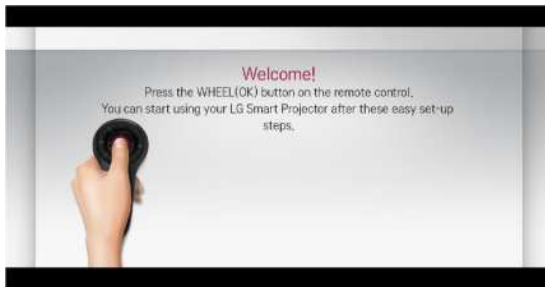 Welcome!
Press the WHEEL(OK) button on the remote control.
You can start using your LG Smart Projector after these easy set-up
steps.